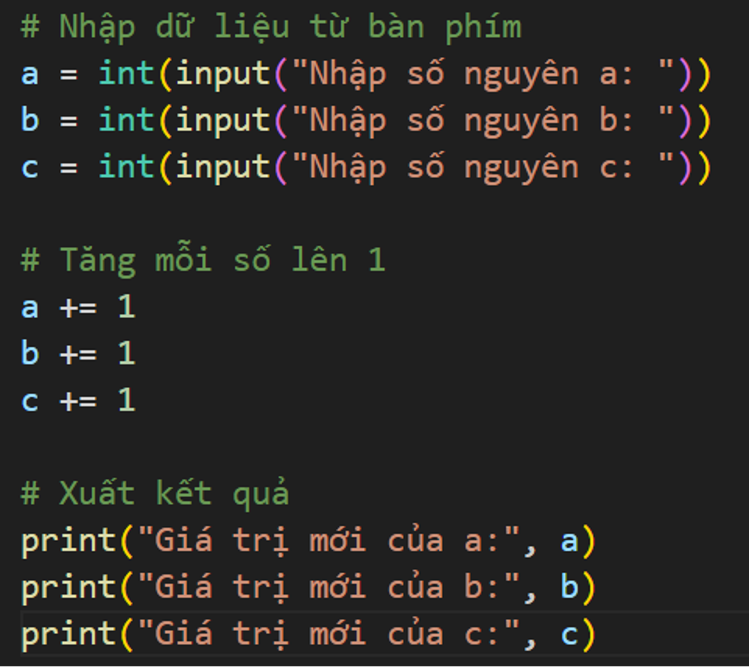 # Nhập dữ liệu từ bàn phím
a = int(input("Nhập số nguyên a: "))
b = int(input("Nhập số nguyên b: "))
c = int(input("Nhập số nguyên c: "))
# Tăng mỗi số lên 1
a += 1
b += 1
c += 1
# Xuất kết quả
print("Giá trị mới của a:", a)
print("Giá trị mới của b:", b)
print("Giá trị mới của c:", c)